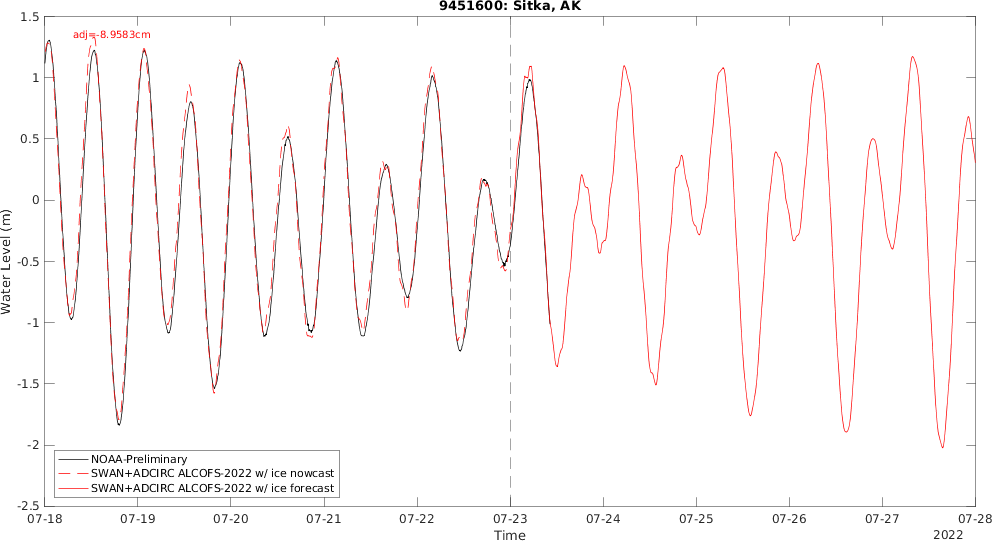 9451600: Sitka, AK
adj=-8.9583cm
1.5
1
0.5
0
-0.5
-1
-1.5
-2
-2.5
Water Level (m)
NOAA-Preliminary
SWAN+ADCIRC ALCOFS-2022 w/ ice nowcast
SWAN+ADCIRC ALCOFS-2022 w/ ice forecast
07-18 07-19 07-20 07-21 07-22 07-23 07-24 07-25 07-26 07-27 07-28
Time
2022